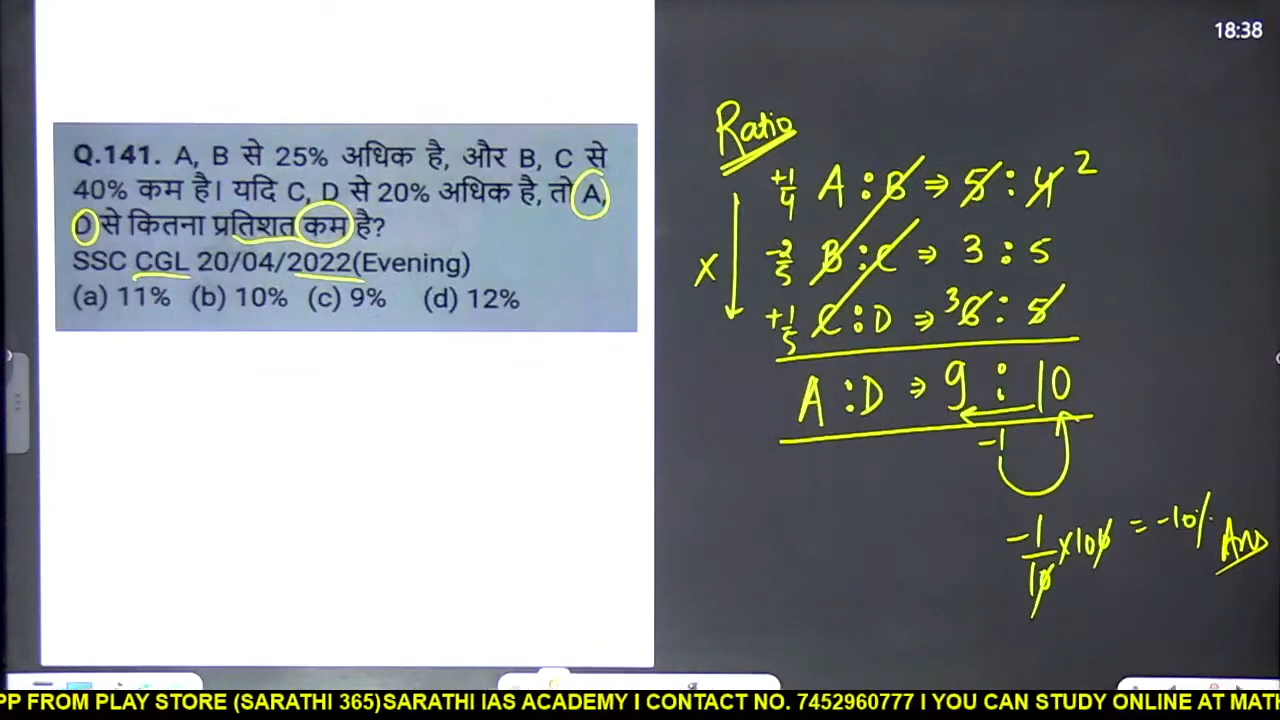 18:38
Q.141. A, B से 25% अधिक है, और B, C से
40% कम है। यदि C, D से 20% अधिक है, तो A,
D से कितना प्रतिशत कम है?
SSC CGL 20/04/2022(Evening)
(a) 11% (b) 10% (c) 9% (d) 12%
Ratio
+1/4 A : B ⇒ 5 : 4 2
x -2/5 B : C ⇒ 3 : 5
+1/5 C : D ⇒ 3 6 : 5
A : D ⇒ 9 : 10
-1
-1/10 x 100 = -10% Ans
PP FROM PLAY STORE (SARATHI 365)SARATHI IAS ACADEMY I CONTACT NO. 7452960777 I YOU CAN STUDY ONLINE AT MATH